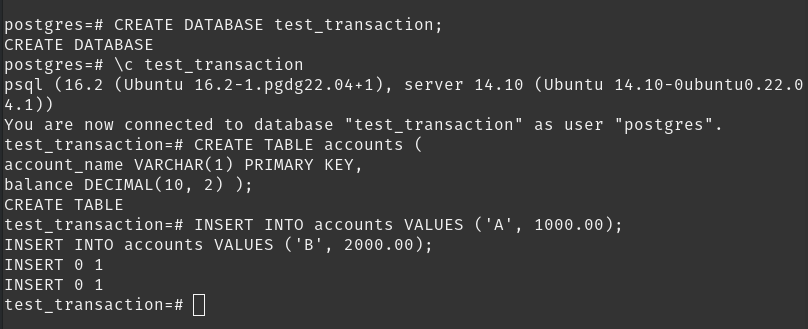 postgres=# CREATE DATABASE test_transaction;
CREATE DATABASE
postgres=# \c test_transaction
psql (16.2 (Ubuntu 16.2-1.pgdg22.04+1), server 14.10 (Ubuntu 14.10-0ubuntu0.22.0
4.1))
You are now connected to database "test_transaction" as user "postgres".
test_transaction=# CREATE TABLE accounts (
account_name VARCHAR(1) PRIMARY KEY,
balance DECIMAL(10, 2) );
CREATE TABLE
test_transaction=# INSERT INTO accounts VALUES ('A', 1000.00);
INSERT INTO accounts VALUES ('B', 2000.00);
INSERT 0 1
INSERT 0 1
test_transaction=#